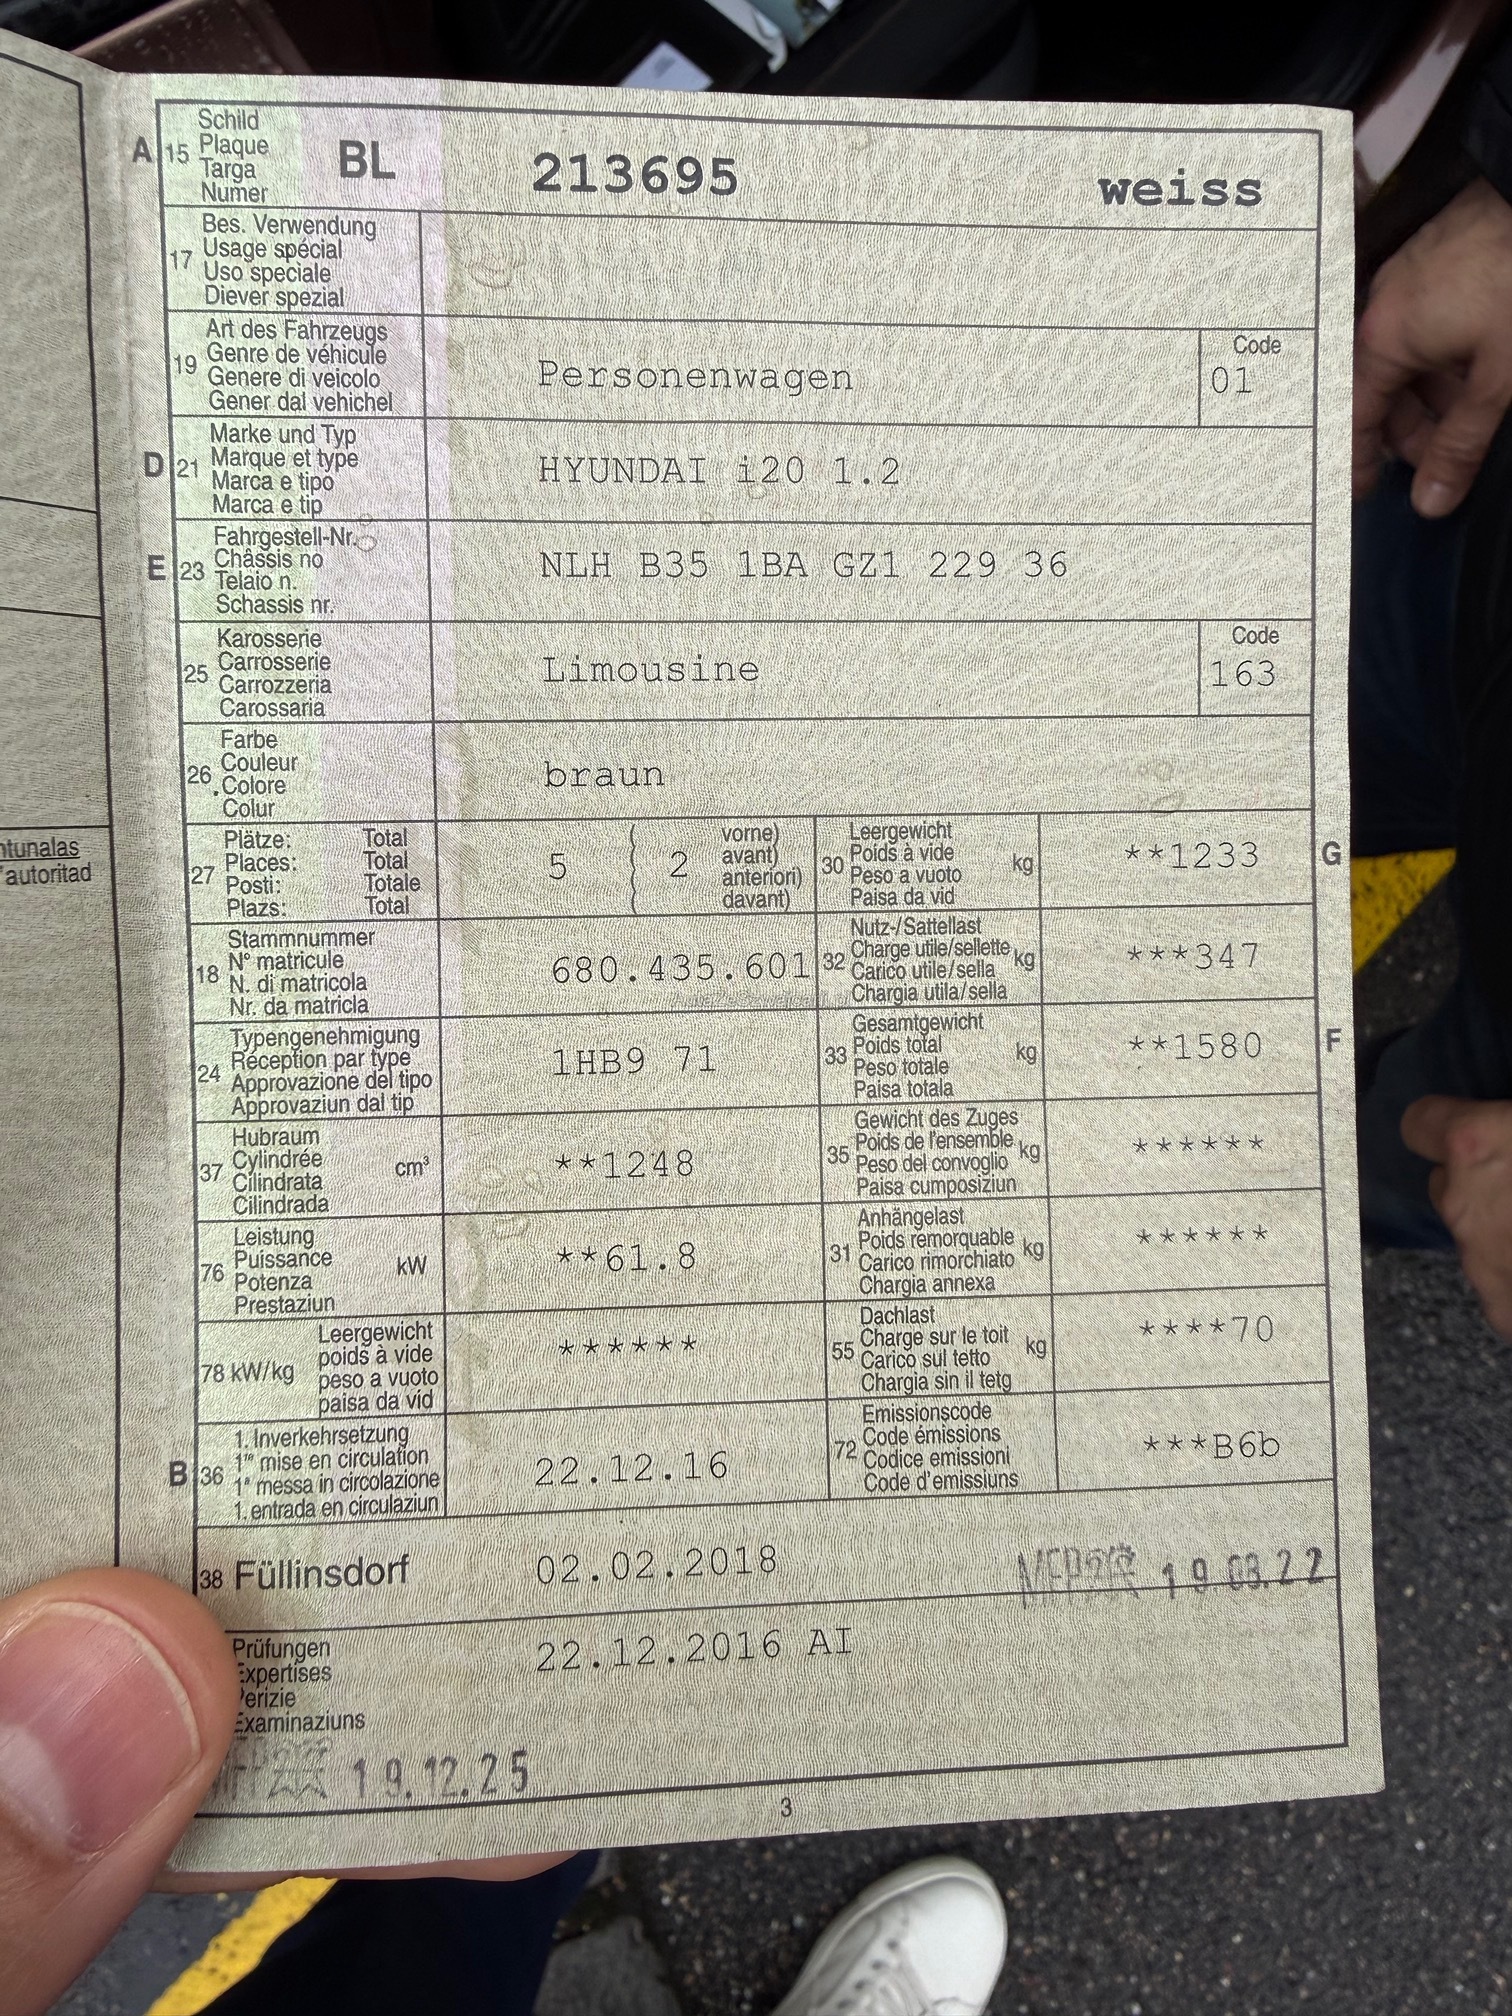 A 15 Schild
Plaque
Targa
Numer
BL 213695 weiss
17 Bes. Verwendung
Usage spécial
Uso speciale
Diever spezial
19 Art des Fahrzeugs
Genre de véhicule
Genere di veicolo
Gener dal vehichel
Personenwagen
Code
01
D 21 Marke und Typ
Marque et type
Marca e tipo
Marca e tip
HYUNDAI i20 1.2
E 23 Fahrgestell-Nr.
Châssis no
Telaio n.
Schassis nr.
NLH B35 1BA GZ1 229 36
25 Karosserie
Carrosserie
Carrozzeria
Carossaria
Limousine
Code
163
26 Farbe
Couleur
Colore
Colur
braun
ntunalas
'autoritad
27 Plätze: Total
Places: Total
Posti: Totale
Plazs: Total
5 { 2
vorne)
avant)
anteriori)
davant)
30 Leergewicht
Poids à vide
Peso a vuoto
Paisa da vid
kg **1233 G
18 Stammnummer
N° matricule
N. di matricola
Nr. da matricla
680.435.601
32 Nutz-/Sattellast
Charge utile/sellette
Carico utile/sella
Chargia utila/sella
kg ***347
24 Typengenehmigung
Réception par type
Approvazione del tipo
Approvaziun dal tip
1HB9 71
33 Gesamtgewicht
Poids total
Peso totale
Paisa totala
kg **1580 F
37 Hubraum
Cylindrée
Cilindrata
Cilindrada
cm³ **1248
35 Gewicht des Zuges
Poids de l'ensemble
Peso del convoglio
Paisa cumposiziun
kg ******
76 Leistung
Puissance
Potenza
Prestaziun
kW **61.8
31 Anhängelast
Poids remorquable
Carico rimorchiato
Chargia annexa
kg ******
78 kW/kg Leergewicht
poids à vide
peso a vuoto
paisa da vid
******
55 Dachlast
Charge sur le toit
Carico sul tetto
Chargia sin il tetg
kg ****70
B 36 1. Inverkehrsetzung
1re mise en circulation
1a messa in circolazione
1. entrada en circulaziun
22.12.16
72 Emissionscode
Code émissions
Codice emissioni
Code d'emissiuns
***B6b
38 Füllinsdorf 02.02.2018
19.03.22
Prüfungen
Expertises
Perizie
Examinaziuns
22.12.2016 AI
19.12.25
3